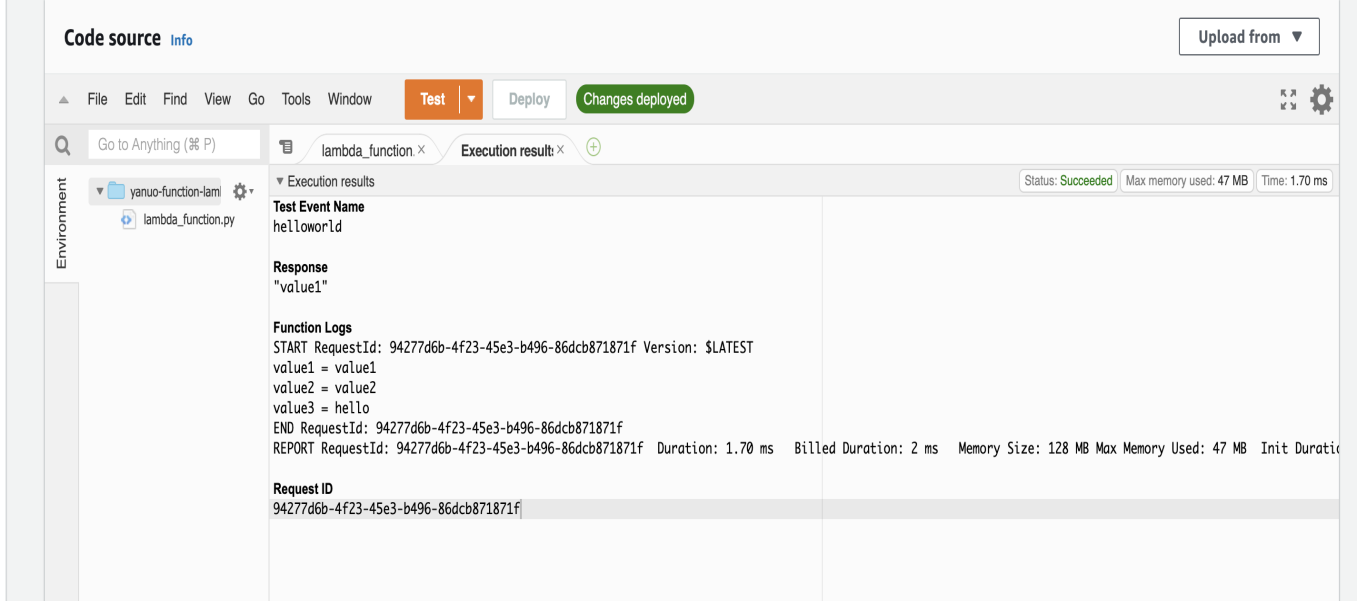 Code source Info
Upload from ▼
File Edit Find View Go Tools Window Test Deploy Changes deployed
Go to Anything (⌘ P)
lambda_function. × Execution results ×
Environment
yanuo-function-lam
lambda_function.py
Execution results
Status: Succeeded Max memory used: 47 MB Time: 1.70 ms
Test Event Name
helloworld
Response
"value1"
Function Logs
START RequestId: 94277d6b-4f23-45e3-b496-86dcb871871f Version: $LATEST
value1 = value1
value2 = value2
value3 = hello
END RequestId: 94277d6b-4f23-45e3-b496-86dcb871871f
REPORT RequestId: 94277d6b-4f23-45e3-b496-86dcb871871f Duration: 1.70 ms Billed Duration: 2 ms Memory Size: 128 MB Max Memory Used: 47 MB Init Duratio
Request ID
94277d6b-4f23-45e3-b496-86dcb871871f